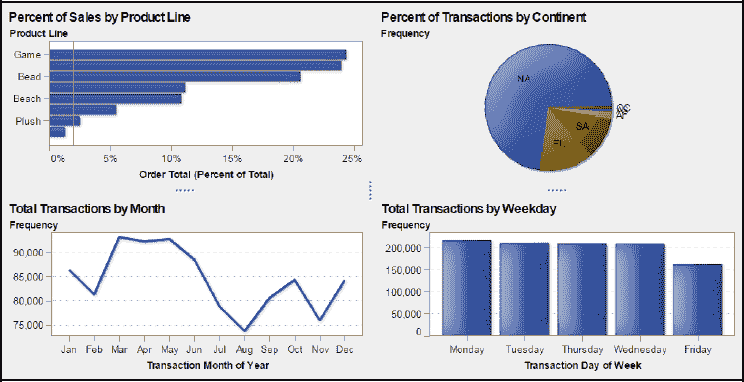 Percent of Sales by Product Line
Product Line
Game
Bead
Beach
Plush
0% 5% 10% 15% 20% 25%
Order Total (Percent of Total)
Percent of Transactions by Continent
Frequency
NA
SA
Total Transactions by Month
Frequency
90,000
85,000
80,000
75,000
Jan Feb Mar Apr May Jun Jul Aug Sep Oct Nov Dec
Transaction Month of Year
Total Transactions by Weekday
Frequency
200,000
150,000
100,000
50,000
0
Monday Tuesday Thursday Wednesday Friday
Transaction Day of Week